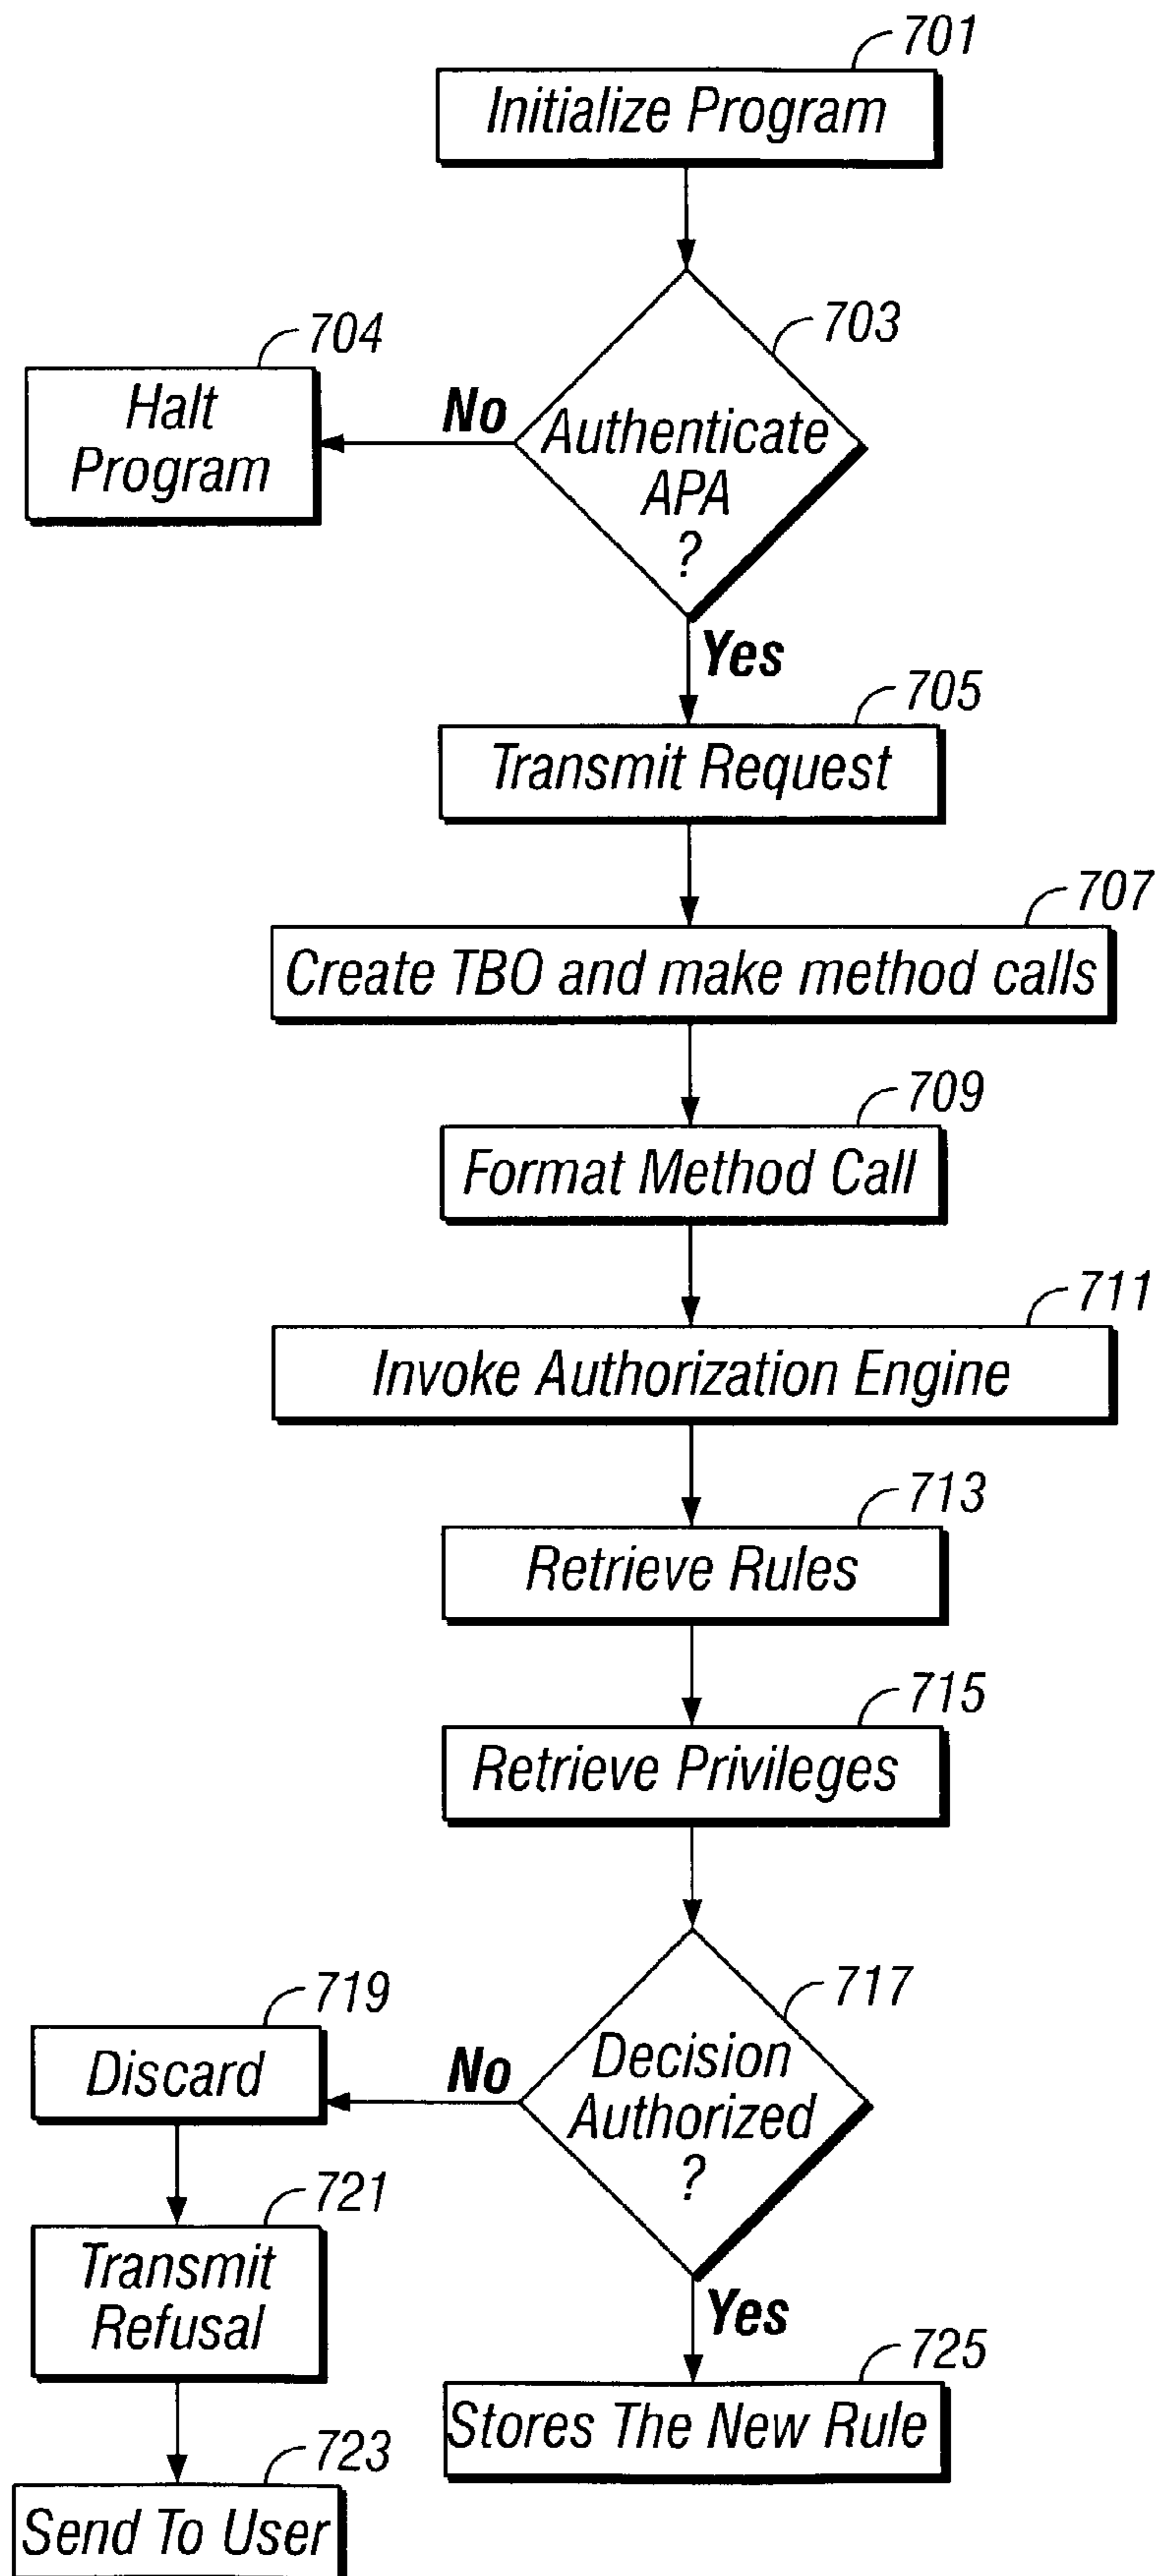 701
Initialize Program
703
704
Halt
Program
No
Authenticate
APA
?
Yes
705
Transmit Request
707
Create TBO and make method calls
709
Format Method Call
711
Invoke Authorization Engine
713
Retrieve Rules
715
Retrieve Privileges
717
719
Discard
No
Decision
Authorized
?
721
Transmit
Refusal
Yes
725
Stores The New Rule
723
Send To User